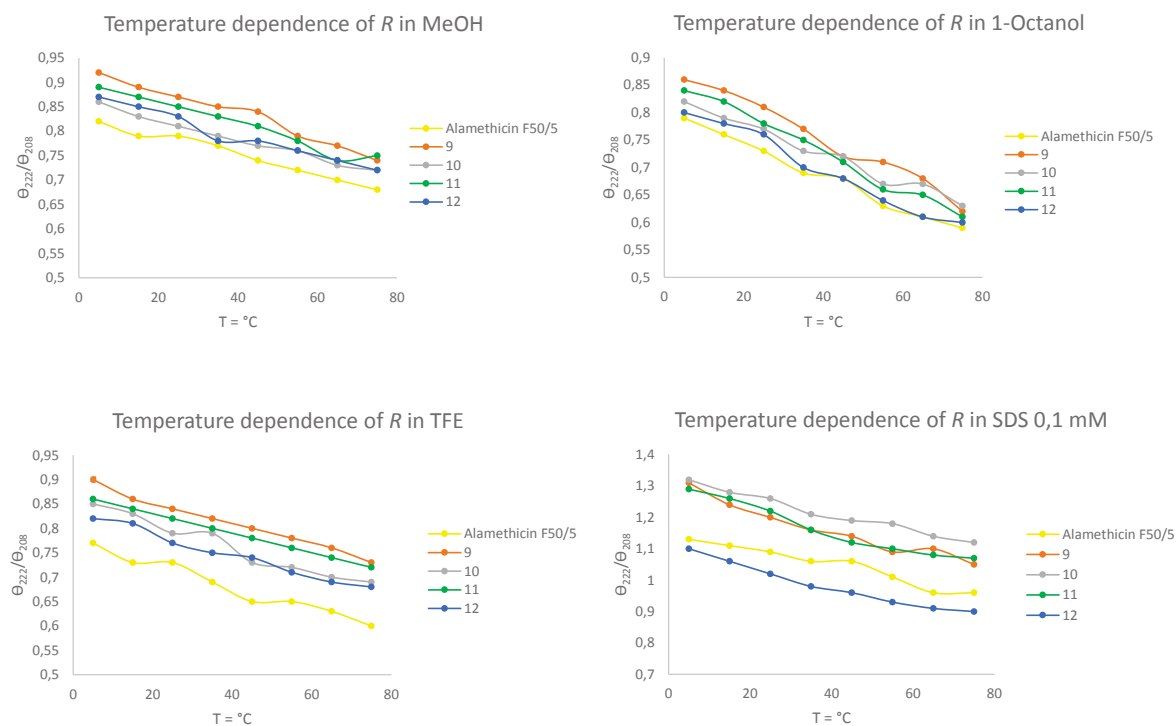 Temperature dependence of R in MeOH
0,95
0,9
0,85
0,8
0,75
0,7
0,65
0,6
0,55
0,5
0 20 40 60 80
Θ222/Θ208
T = °C
Alamethicin F50/5
9
10
11
12
Temperature dependence of R in 1-Octanol
0,9
0,85
0,8
0,75
0,7
0,65
0,6
0,55
0,5
0 20 40 60 80
Θ222/Θ208
T = °C
Alamethicin F50/5
9
10
11
12
Temperature dependence of R in TFE
0,95
0,9
0,85
0,8
0,75
0,7
0,65
0,6
0,55
0,5
0 20 40 60 80
Θ222/Θ208
T = °C
Alamethicin F50/5
9
10
11
12
Temperature dependence of R in SDS 0,1 mM
1,4
1,3
1,2
1,1
1
0,9
0,8
0,7
0 20 40 60 80
Θ222/Θ208
T = °C
Alamethicin F50/5
9
10
11
12